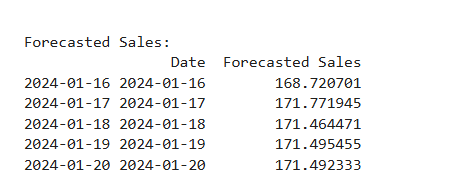 Forecasted Sales:
Date Forecasted Sales
2024-01-16 2024-01-16 168.720701
2024-01-17 2024-01-17 171.771945
2024-01-18 2024-01-18 171.464471
2024-01-19 2024-01-19 171.495455
2024-01-20 2024-01-20 171.492333